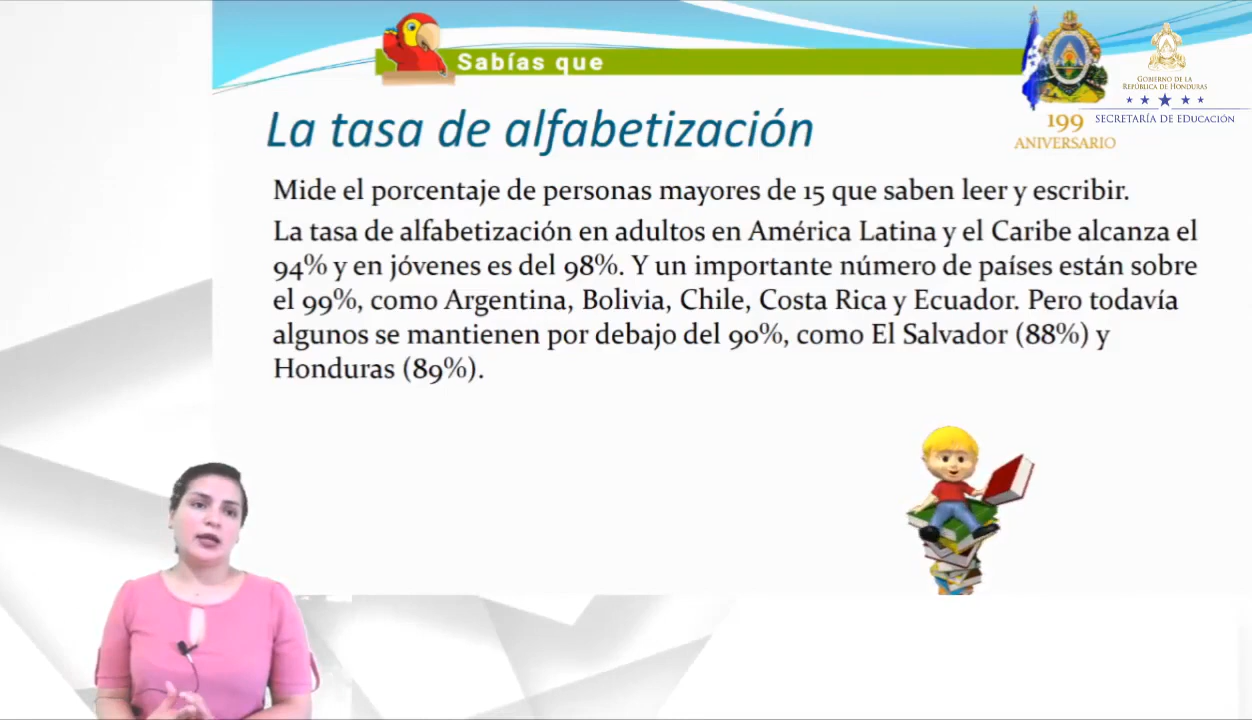 Sabías que
GOBIERNO DE LA
REPÚBLICA DE HONDURAS
SECRETARÍA DE EDUCACIÓN
199
ANIVERSARIO
La tasa de alfabetización
Mide el porcentaje de personas mayores de 15 que saben leer y escribir.
La tasa de alfabetización en adultos en América Latina y el Caribe alcanza el
94% y en jóvenes es del 98%. Y un importante número de países están sobre
el 99%, como Argentina, Bolivia, Chile, Costa Rica y Ecuador. Pero todavía
algunos se mantienen por debajo del 90%, como El Salvador (88%) y
Honduras (89%).